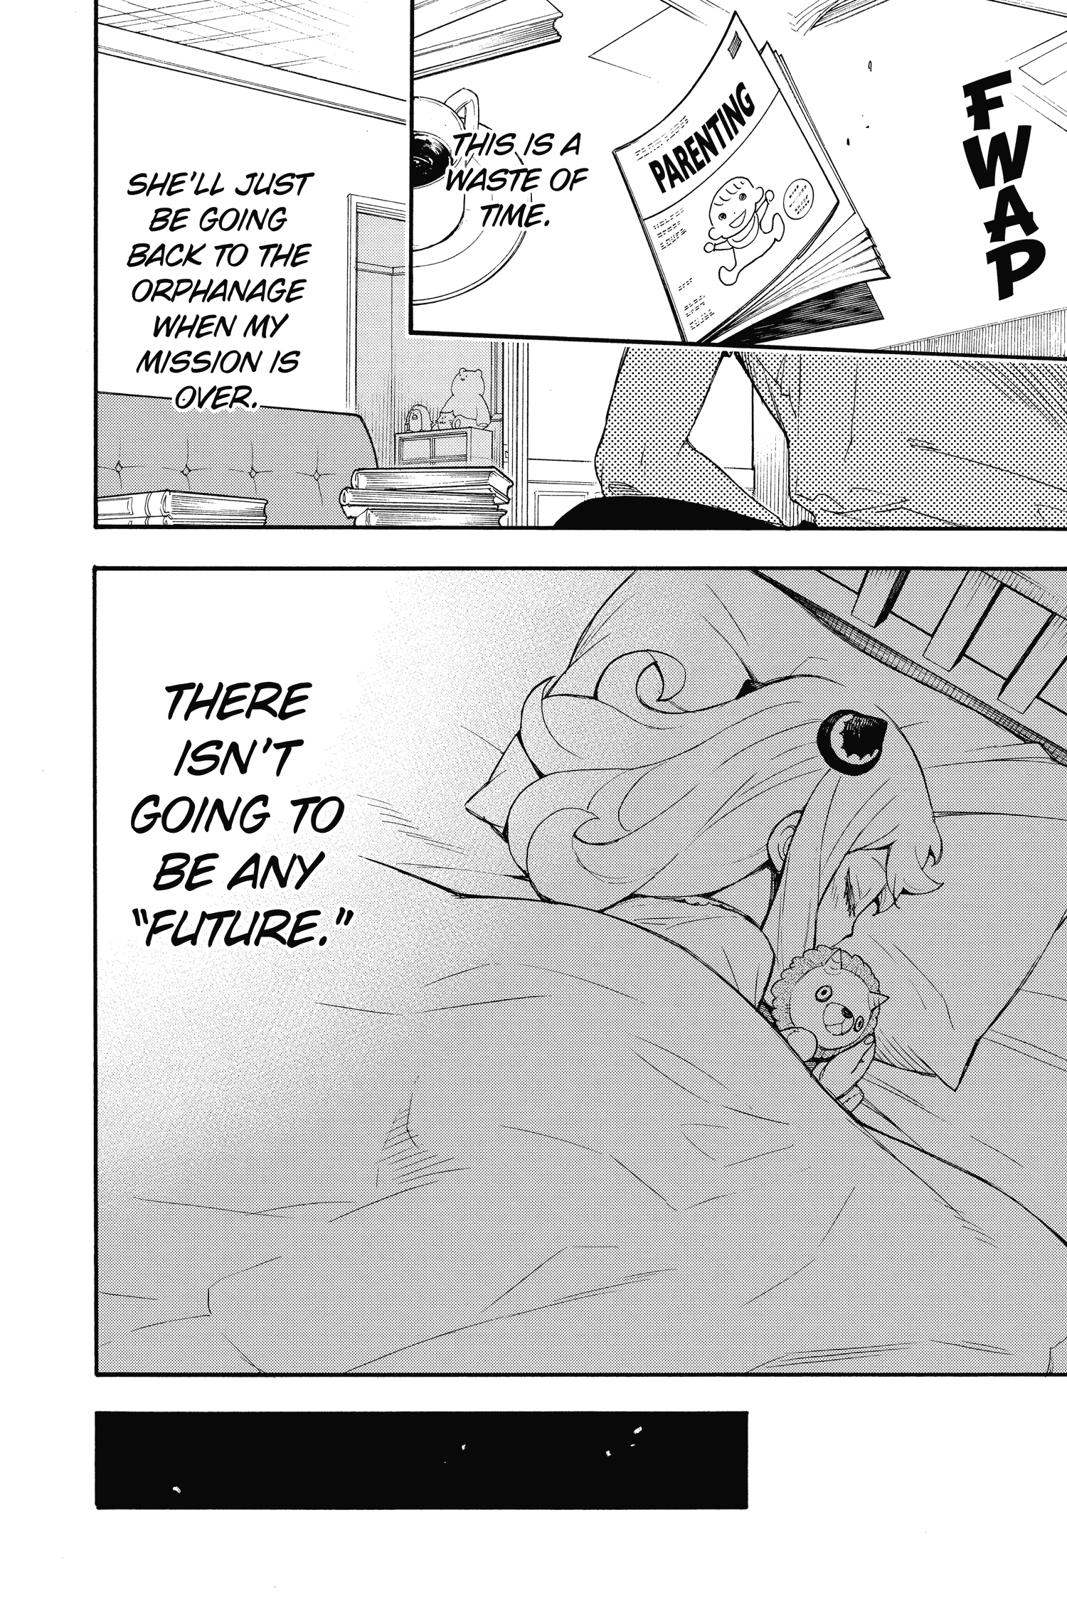 FWAP
PARENTING
THIS IS A
WASTE OF
TIME.
SHE'LL JUST
BE GOING
BACK TO THE
ORPHANAGE
WHEN MY
MISSION IS
OVER.
THERE
ISN'T
GOING TO
BE ANY
"FUTURE."